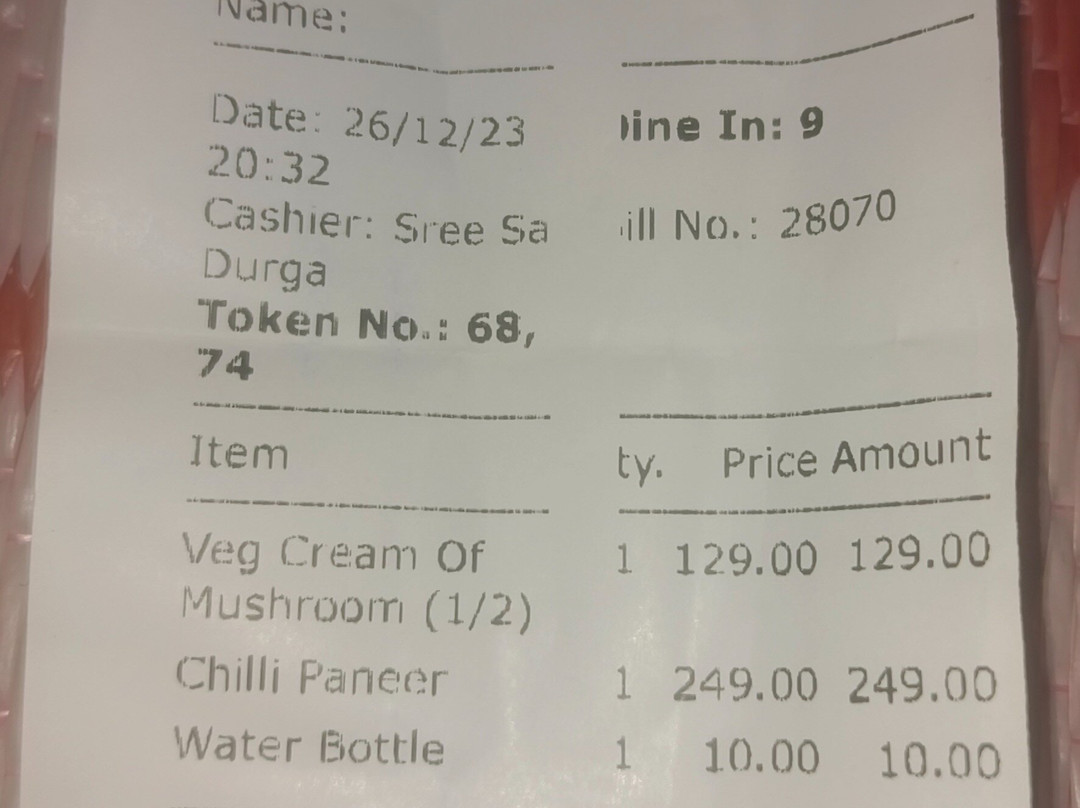 Name:
Date: 26/12/23 ine In: 9
20:32
Cashier: Sree Sa ill No.: 28070
Durga
Token No.: 68,
74
Item ty. Price Amount
Veg Cream Of 1 129.00 129.00
Mushroom (1/2)
Chilli Paneer 1 249.00 249.00
Water Bottle 1 10.00 10.00